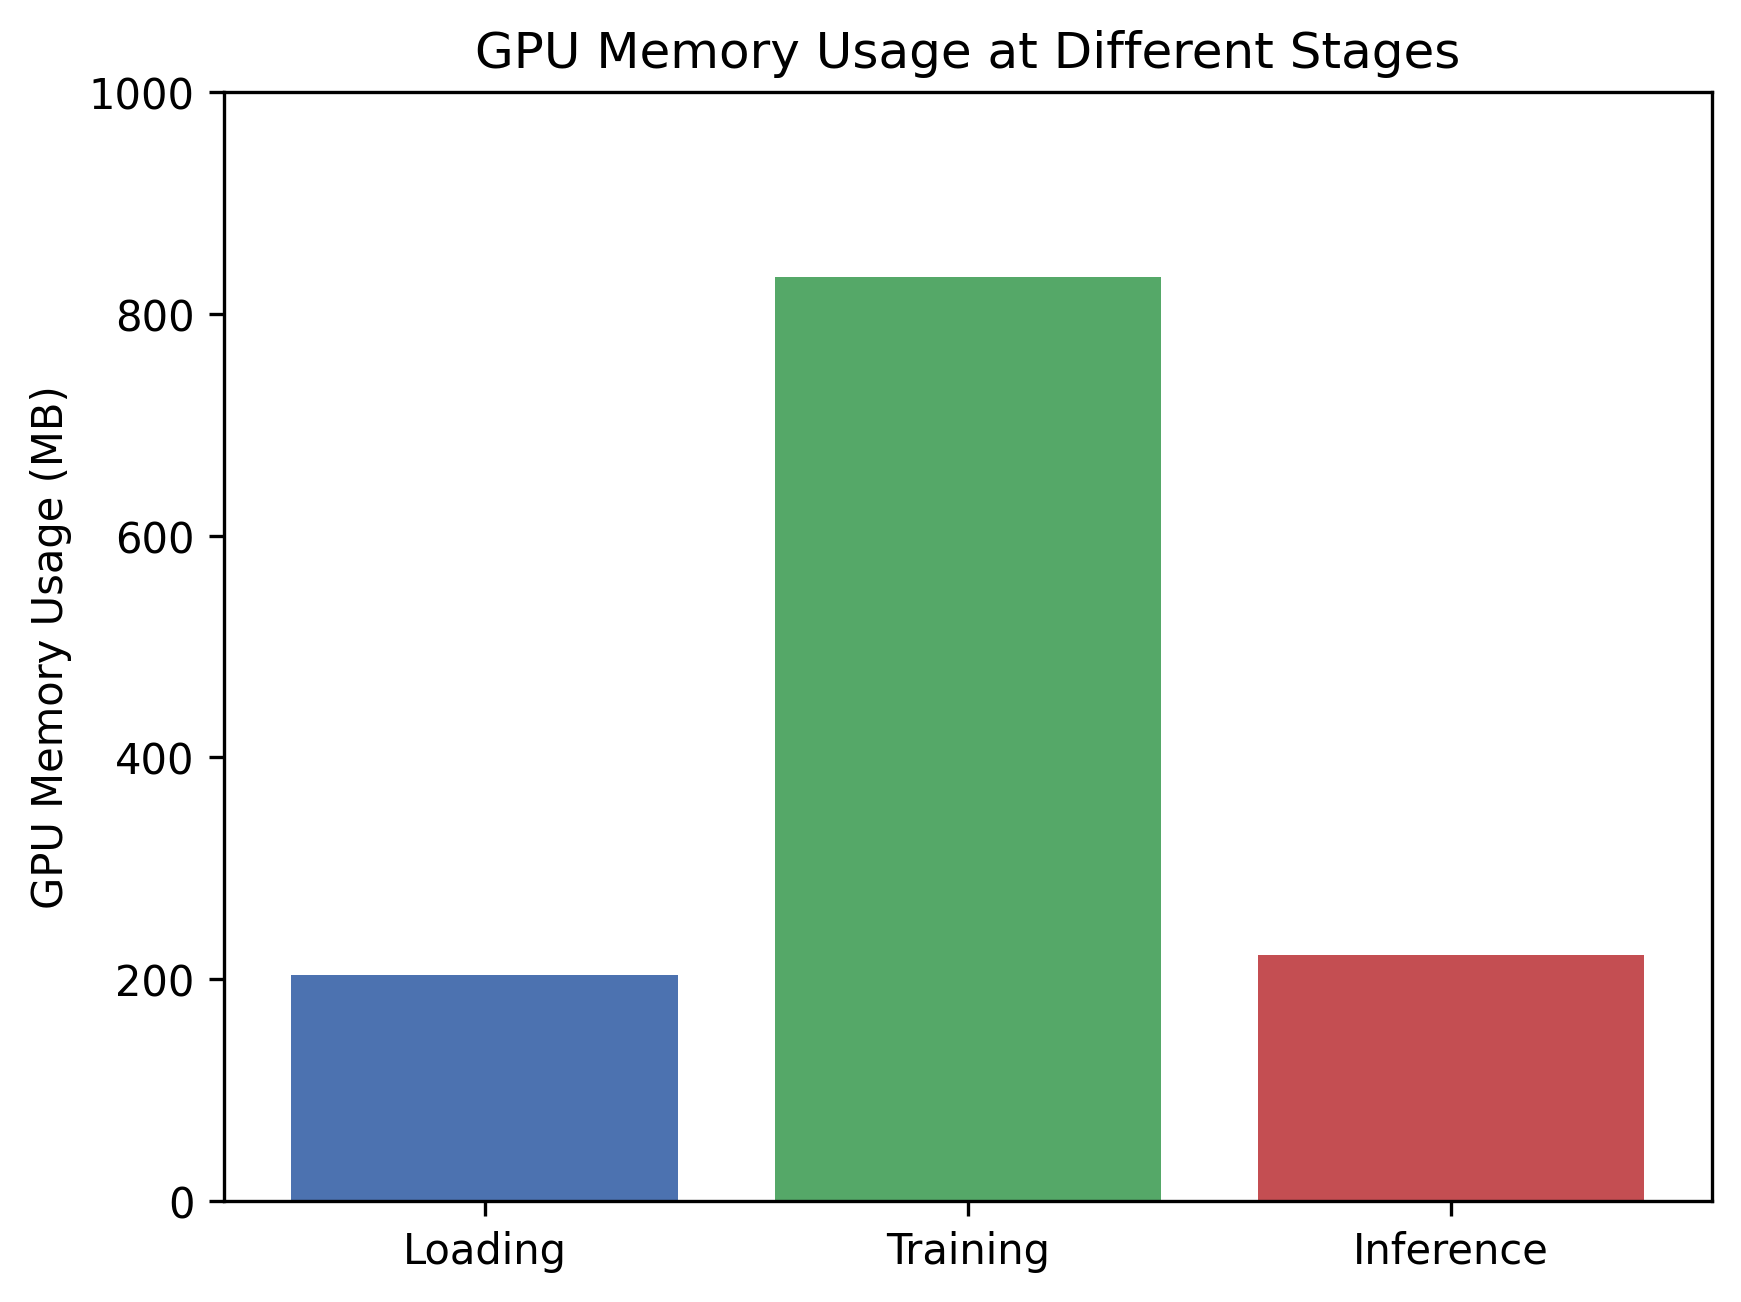 GPU Memory Usage at Different Stages
GPU Memory Usage (MB)
1000
800
600
400
200
0
Loading
Training
Inference